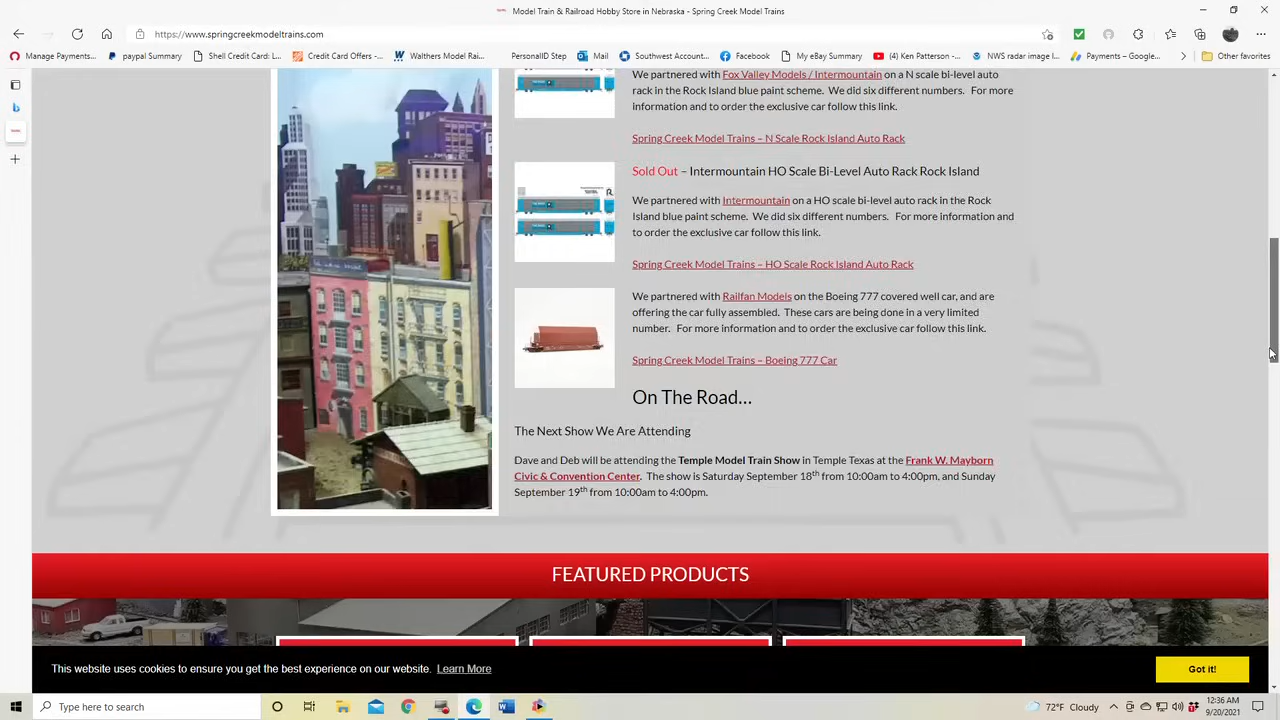 Model Train & Railroad Hobby Store in Nebraska - Spring Creek Model Trains
https://www.springcreekmodeltrains.com
Manage Payments... paypal Summary Shell Credit Card: L... Credit Card Offers -... Walthers Model Rai... PersonalID Step Mail Southwest Account... Facebook My eBay Summary (4) Ken Patterson -... NWS radar image l... Payments – Google... Other favorites
We partnered with Fox Valley Models / Intermountain on a N scale bi-level auto
rack in the Rock Island blue paint scheme. We did six different numbers. For more
information and to order the exclusive car follow this link.
Spring Creek Model Trains – N Scale Rock Island Auto Rack
Sold Out – Intermountain HO Scale Bi-Level Auto Rack Rock Island
We partnered with Intermountain on a HO scale bi-level auto rack in the Rock
Island blue paint scheme. We did six different numbers. For more information and
to order the exclusive car follow this link.
Spring Creek Model Trains – HO Scale Rock Island Auto Rack
We partnered with Railfan Models on the Boeing 777 covered well car, and are
offering the car fully assembled. These cars are being done in a very limited
number. For more information and to order the exclusive car follow this link.
Spring Creek Model Trains – Boeing 777 Car
On The Road...
The Next Show We Are Attending
Dave and Deb will be attending the Temple Model Train Show in Temple Texas at the Frank W. Mayborn
Civic & Convention Center. The show is Saturday September 18th from 10:00am to 4:00pm, and Sunday
September 19th from 10:00am to 4:00pm.
FEATURED PRODUCTS
This website uses cookies to ensure you get the best experience on our website. Learn More
Got it!
Type here to search
72°F Cloudy
12:36 AM
9/20/2021